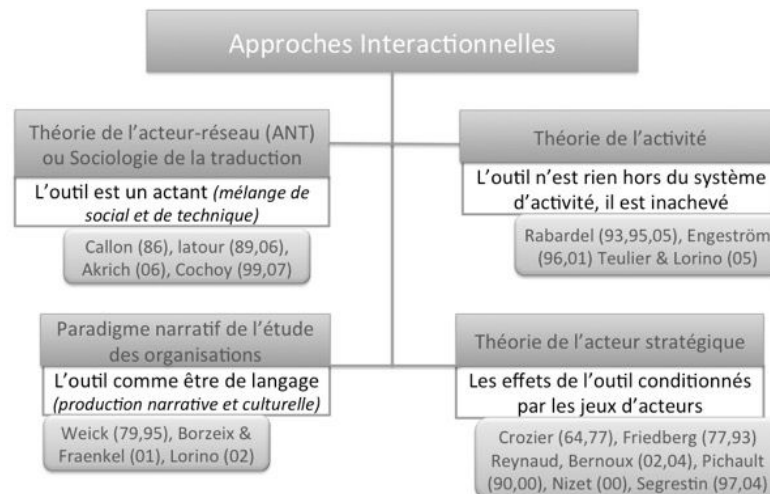 Approches Interactionnelles
Théorie de l'acteur-réseau (ANT)
ou Sociologie de la traduction
L'outil est un actant (mélange de
social et de technique)
Callon (86), latour (89,06),
Akrich (06), Cochoy (99,07)
Théorie de l'activité
L'outil n'est rien hors du système
d'activité, il est inachevé
Rabardel (93,95,05), Engeström
(96,01) Teulier & Lorino (05)
Paradigme narratif de l'étude
des organisations
L'outil comme être de langage
(production narrative et culturelle)
Weick (79,95), Borzeix &
Fraenkel (01), Lorino (02)
Théorie de l'acteur stratégique
Les effets de l'outil conditionnés
par les jeux d'acteurs
Crozier (64,77), Friedberg (77,93)
Reynaud, Bernoux (02,04), Pichault
(90,00), Nizet (00), Segrestin (97,04)